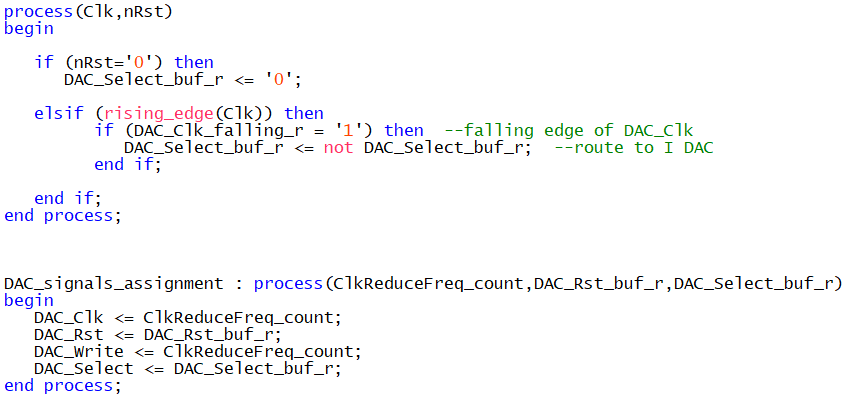 process(Clk,nRst)
begin
if (nRst='0') then
DAC_Select_buf_r <= '0';
elsif (rising_edge(Clk)) then
if (DAC_Clk_falling_r = '1') then  --falling edge of DAC_Clk
DAC_Select_buf_r <= not DAC_Select_buf_r;  --route to I DAC
end if;
end if;
end process;
DAC_signals_assignment : process(ClkReduceFreq_count,DAC_Rst_buf_r,DAC_Select_buf_r)
begin
DAC_Clk <= ClkReduceFreq_count;
DAC_Rst <= DAC_Rst_buf_r;
DAC_Write <= ClkReduceFreq_count;
DAC_Select <= DAC_Select_buf_r;
end process;